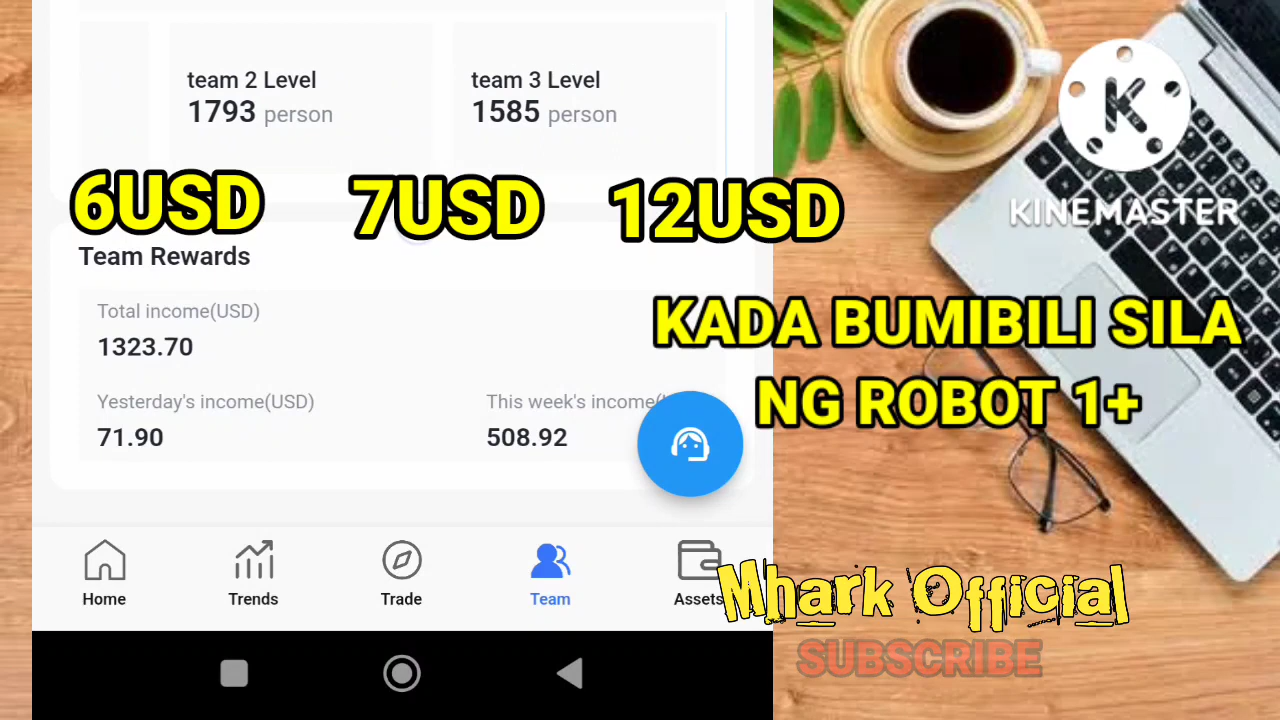 team 2 Level
1793 person
team 3 Level
1585 person
6USD
7USD
12USD
Team Rewards
Total income(USD)
1323.70
Yesterday's income(USD)
71.90
This week's income(
508.92
KADA BUMIBILI SILA
NG ROBOT 1+
KINEMASTER
Home
Trends
Trade
Team
Assets
Mhark Official
SUBSCRIBE